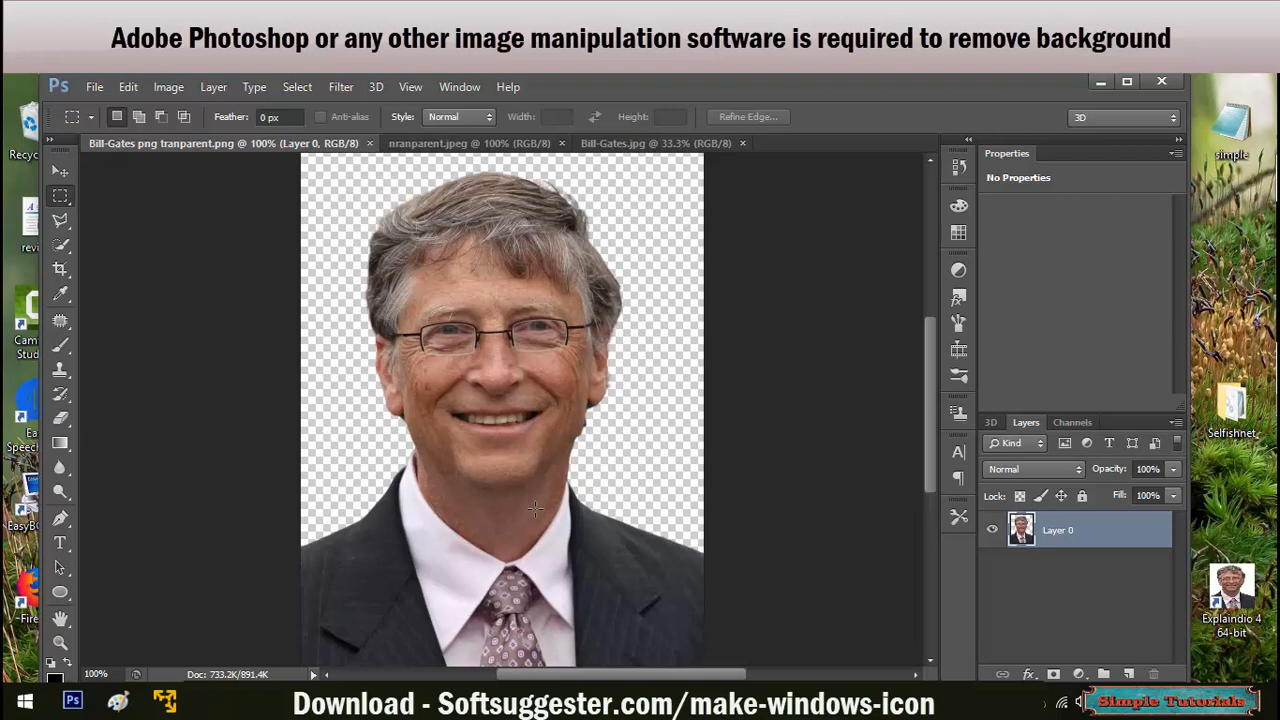 Adobe Photoshop or any other image manipulation software is required to remove background
Ps File Edit Image Layer Type Select Filter 3D View Window Help
Feather: 0 px Anti-alias Style: Normal Width: Height: Refine Edge... 3D
Bill-Gates png tranparent.png @ 100% (Layer 0, RGB/8) × nranparent.jpeg @ 100% (RGB/8) × Bill-Gates.jpg @ 33.3% (RGB/8) ×
Properties
No Properties
simple
3D Layers Channels
Kind
Normal Opacity: 100%
Lock: Fill: 100%
Layer 0
Selfishnet
Explaindio 4
64-bit
100% Doc: 733.2K/891.4K
Ps
Download - Softsuggester.com/make-windows-icon
Simple Tutorials